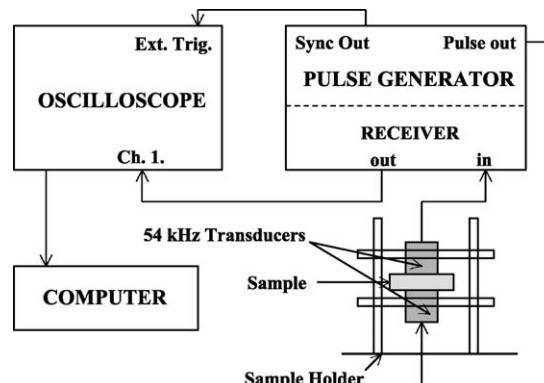 Ext. Trig.
OSCILLOSCOPE
Ch. 1.
Sync Out
Pulse out
PULSE GENERATOR
RECEIVER
out
in
54 kHz Transducers
Sample
COMPUTER
Sample Holder